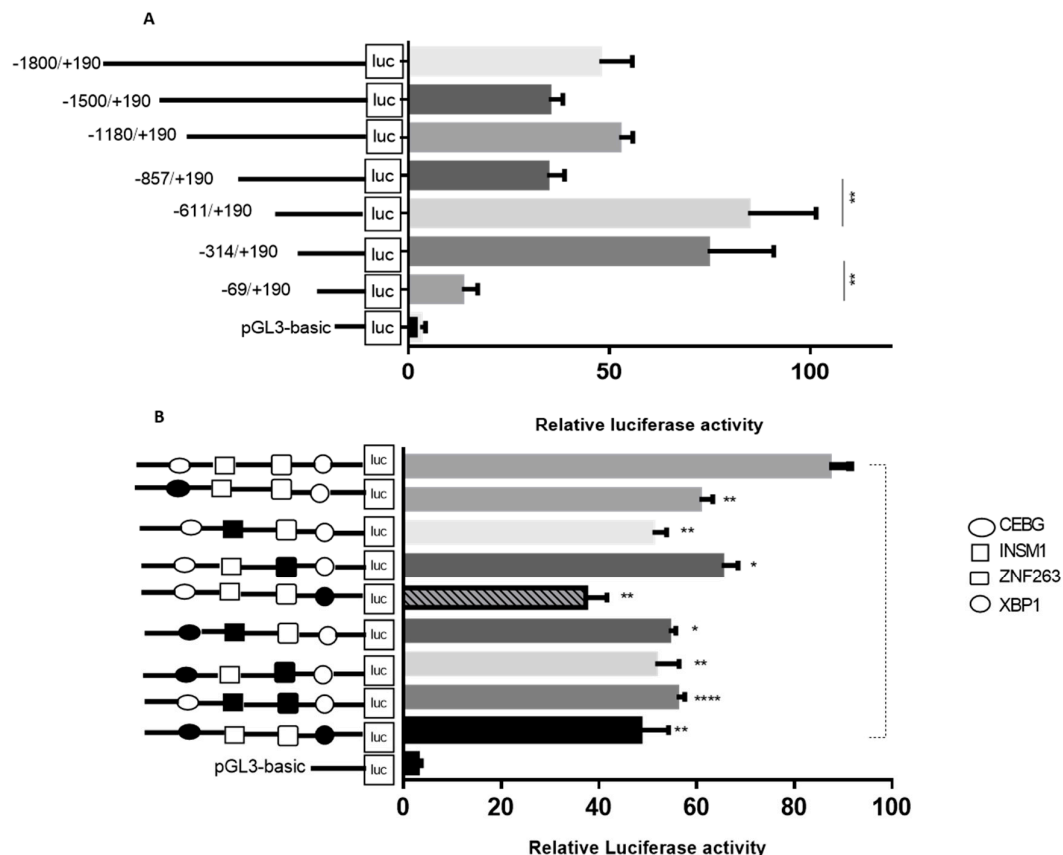 A
-1800/+190 luc
-1500/+190 luc
-1180/+190 luc
-857/+190 luc
**
-611/+190 luc
-314/+190 luc
**
-69/+190 luc
pGL3-basic luc
0 50 100
Relative luciferase activity
B
luc
luc **
luc **
luc *
luc **
luc *
luc **
luc ****
luc **
pGL3-basic luc
0 20 40 60 80 100
Relative Luciferase activity
CEBG
INSM1
ZNF263
XBP1